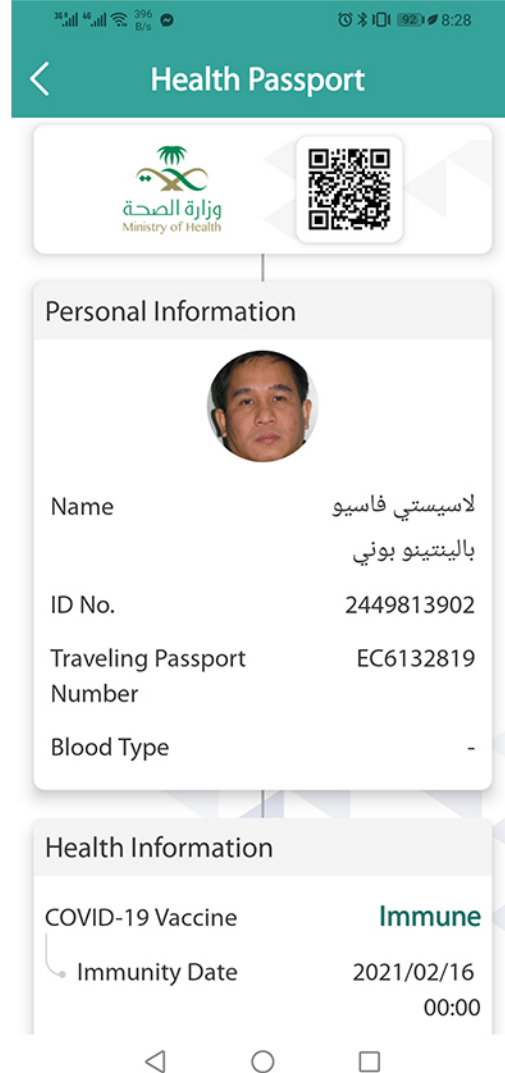 3G 4G 396 B/s 92 8:28
Health Passport
وزارة الصحة
Ministry of Health
Personal Information
Name لاسيستي فاسيو
بالينتينو بوني
ID No. 2449813902
Traveling Passport EC6132819
Number
Blood Type -
Health Information
COVID-19 Vaccine Immune
Immunity Date 2021/02/16
00:00